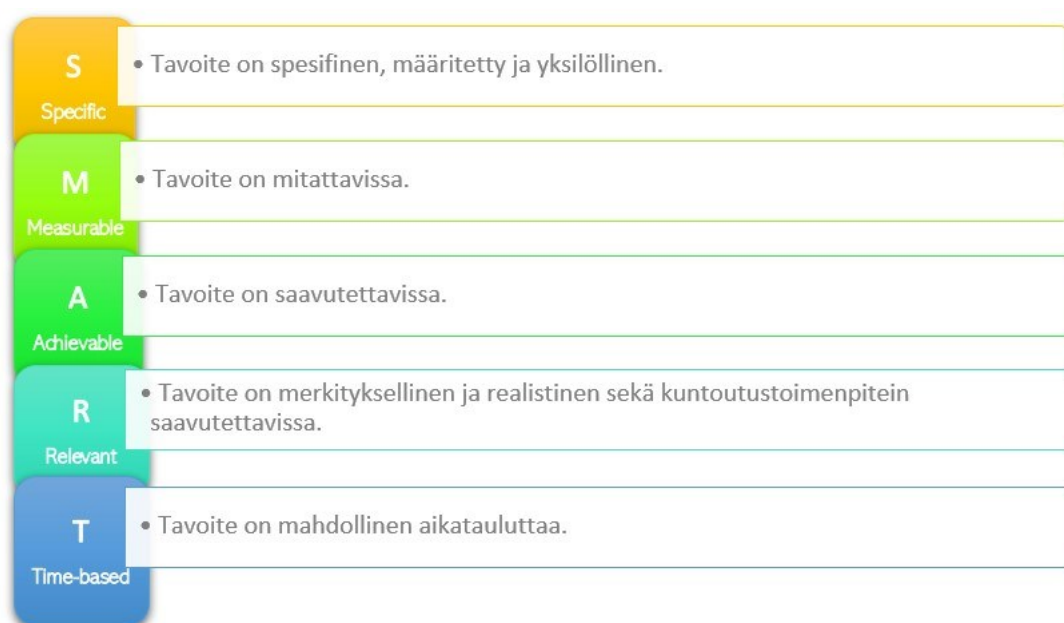 S
Specific
• Tavoite on spesifinen, määritetty ja yksilöllinen.
M
Measurable
• Tavoite on mitattavissa.
A
Achievable
• Tavoite on saavutettavissa.
R
Relevant
• Tavoite on merkityksellinen ja realistinen sekä kuntoutustoimenpitein
saavutettavissa.
T
Time-based
• Tavoite on mahdollinen aikatauluttaa.